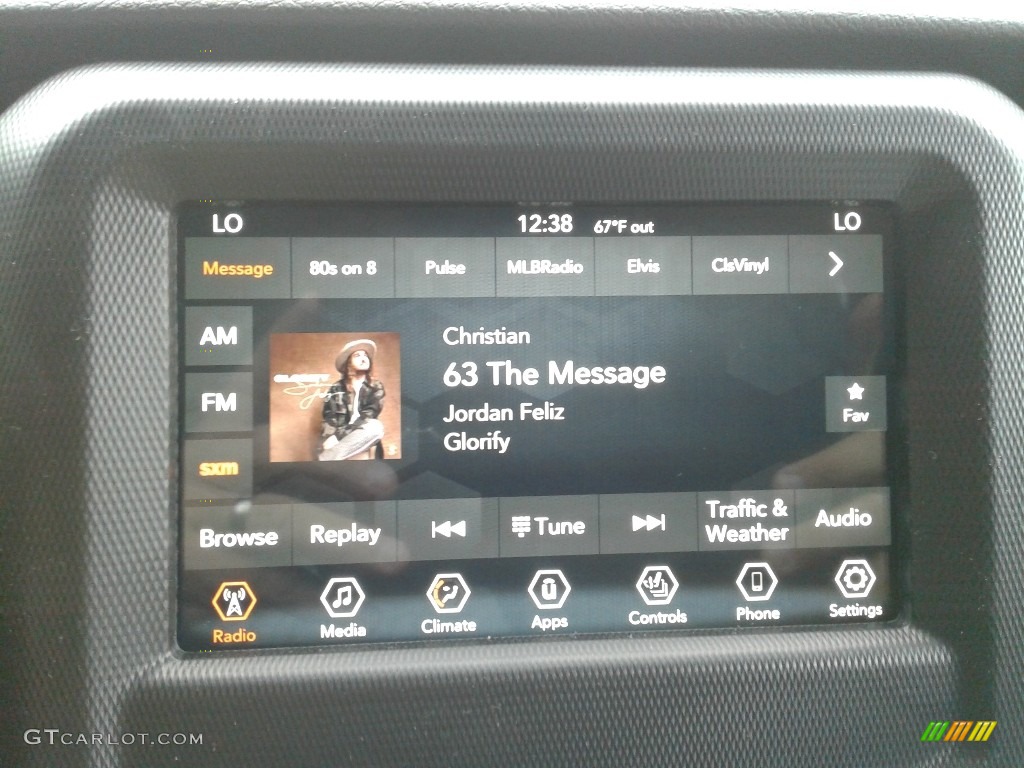 LO 12:38 67°F out LO
Message 80s on 8 Pulse MLBRadio Elvis ClsVinyl
AM
FM
sxm
GLORIFY
Christian
63 The Message
Jordan Feliz
Glorify
Fav
Browse Replay Tune Traffic & Weather Audio
Radio Media Climate Apps Controls Phone Settings
GTCARLOT.COM